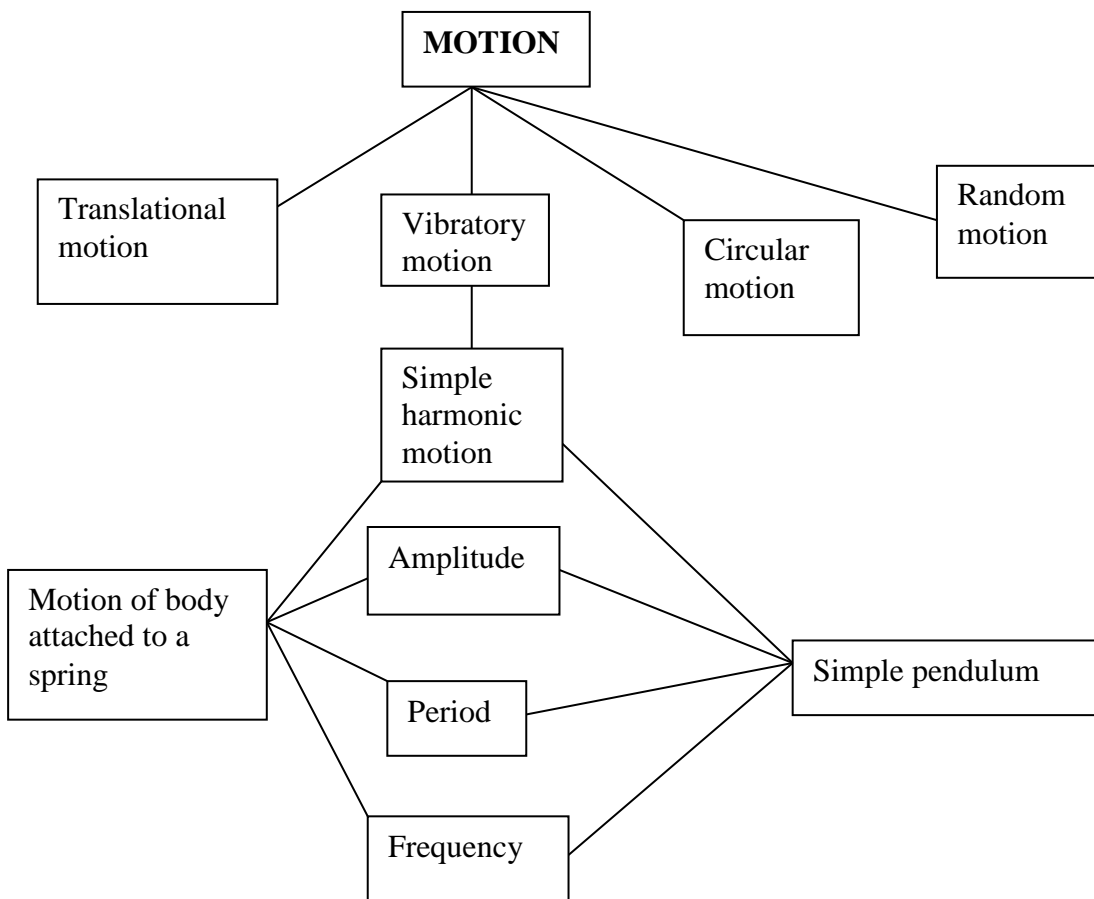 MOTION
Translational
motion
Vibratory
motion
Circular
motion
Random
motion
Simple
harmonic
motion
Amplitude
Motion of body
attached to a
spring
Simple pendulum
Period
Frequency